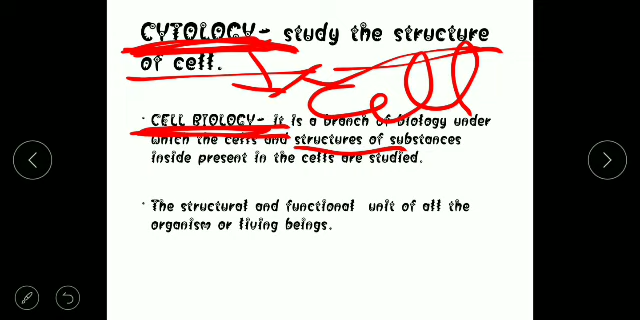 CYTOLOGY- study the structure
of cell.
Cell
• CELL BIOLOGY- it is a branch of biology under
which the cells and structures of substances
inside present in the cells are studied.
• The structural and functional unit of all the
organism or living beings.